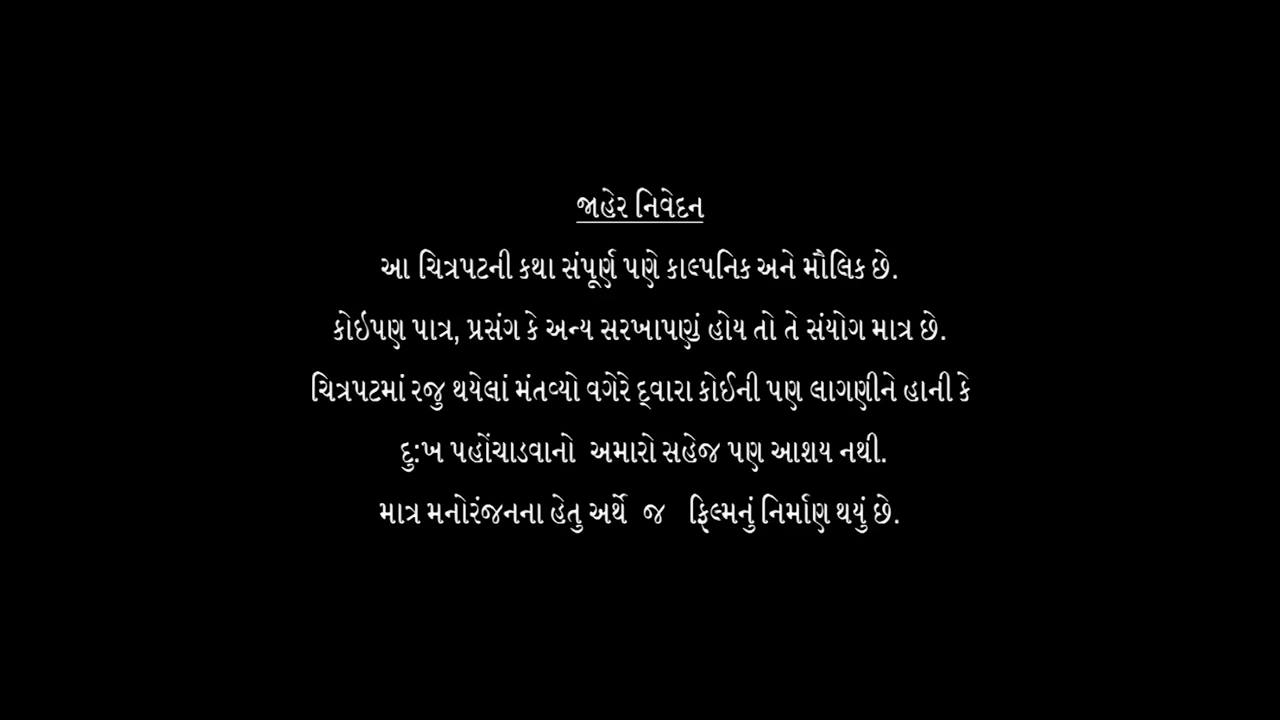 જાહેર નિવેદન
આ ચિત્રપટની કથા સંપૂર્ણ પણે કાલ્પનિક અને મૌલિક છે.
કોઇપણ પાત્ર, પ્રસંગ કે અન્ય સરખાપણું હોય તો તે સંયોગ માત્ર છે.
ચિત્રપટમાં રજુ થયેલાં મંતવ્યો વગેરે દ્વારા કોઈની પણ લાગણીને હાની કે
દુ:ખ પહોંચાડવાનો અમારો સહેજ પણ આશય નથી.
માત્ર મનોરંજનના હેતુ અર્થે જ ફિલ્મનું નિર્માણ થયું છે.